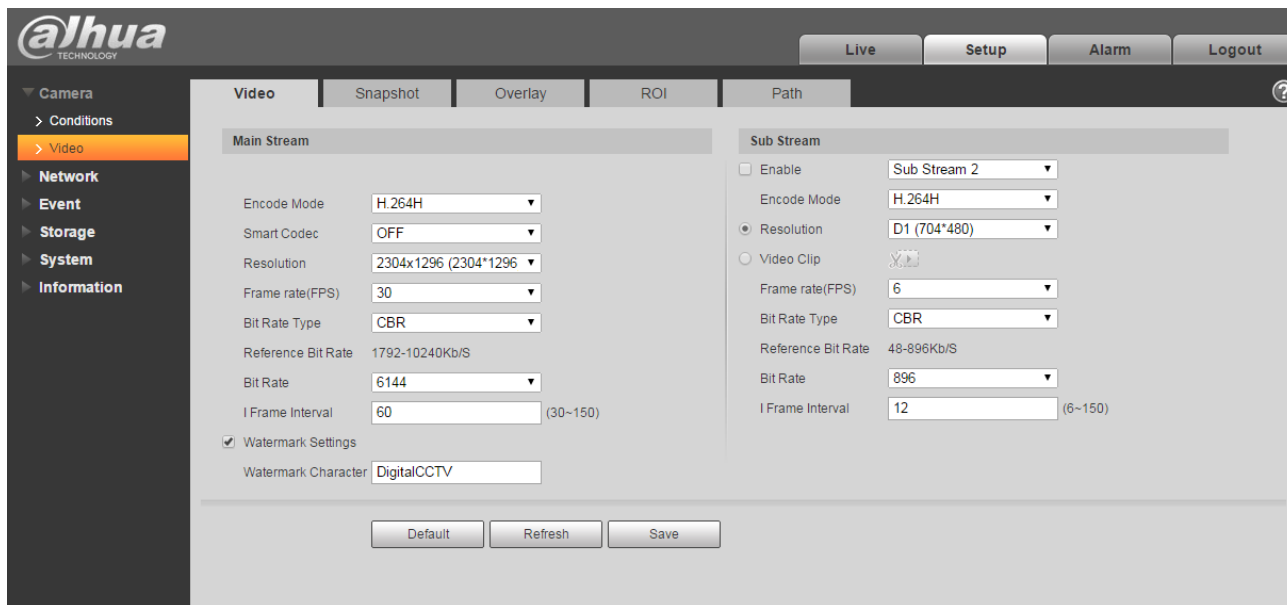 alhua
TECHNOLOGY
Live Setup Alarm Logout
Camera
Conditions
Video
Network
Event
Storage
System
Information
Video Snapshot Overlay ROI Path
?
Main Stream
Encode Mode H.264H
Smart Codec OFF
Resolution 2304x1296 (2304*1296
Frame rate(FPS) 30
Bit Rate Type CBR
Reference Bit Rate 1792-10240Kb/S
Bit Rate 6144
I Frame Interval 60 (30~150)
Watermark Settings
Watermark Character DigitalCCTV
Sub Stream
Enable Sub Stream 2
Encode Mode H.264H
Resolution D1 (704*480)
Video Clip
Frame rate(FPS) 6
Bit Rate Type CBR
Reference Bit Rate 48-896Kb/S
Bit Rate 896
I Frame Interval 12 (6~150)
Default Refresh Save